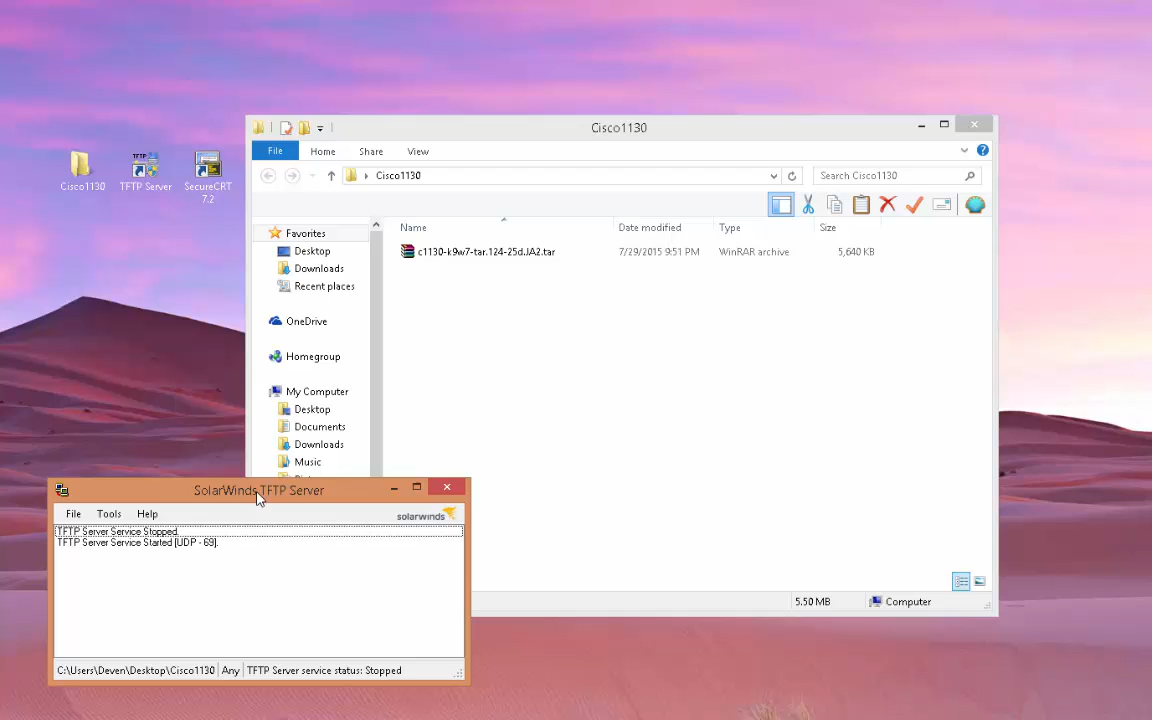 Cisco1130
TFTP Server
SecureCRT 7.2
Cisco1130
File Home Share View
Cisco1130
Search Cisco1130
Favorites
Desktop
Downloads
Recent places
OneDrive
Homegroup
My Computer
Desktop
Documents
Downloads
Music
Name Date modified Type Size
c1130-k9w7-tar.124-25d.JA2.tar 7/29/2015 9:51 PM WinRAR archive 5,640 KB
5.50 MB Computer
SolarWinds TFTP Server
File Tools Help
solarwinds
TFTP Server Service Stopped.
TFTP Server Service Started [UDP - 69].
C:\Users\Deven\Desktop\Cisco1130 Any TFTP Server service status: Stopped